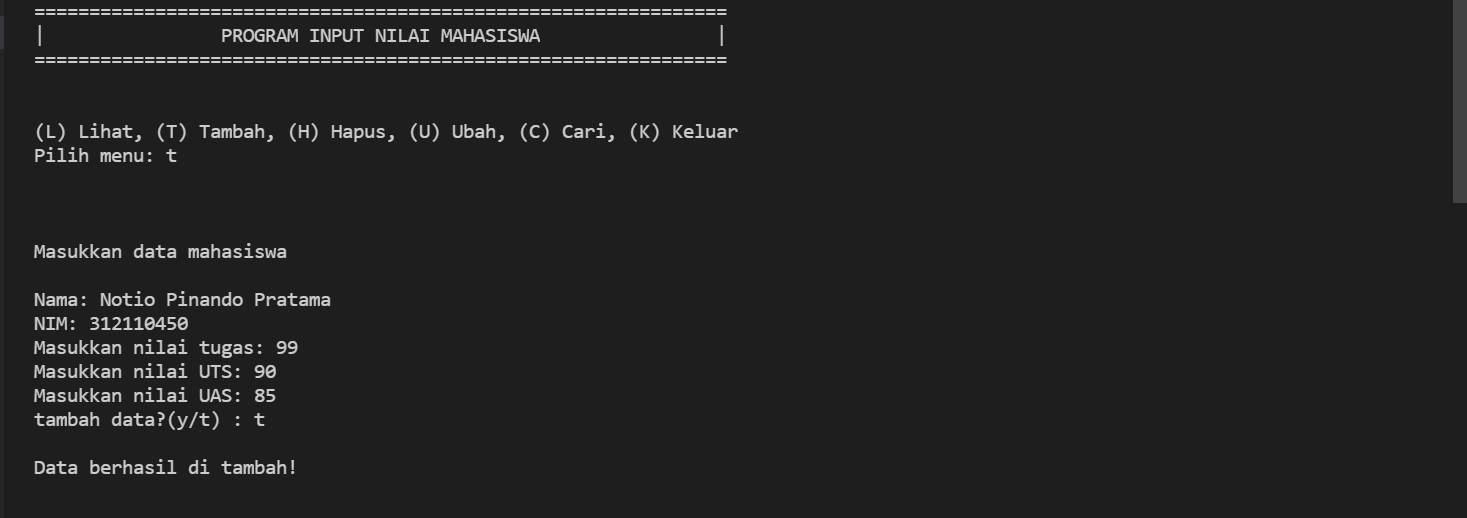 ===============================================================
|                PROGRAM INPUT NILAI MAHASISWA                |
===============================================================
(L) Lihat, (T) Tambah, (H) Hapus, (U) Ubah, (C) Cari, (K) Keluar
Pilih menu: t
Masukkan data mahasiswa
Nama: Notio Pinando Pratama
NIM: 312110450
Masukkan nilai tugas: 99
Masukkan nilai UTS: 90
Masukkan nilai UAS: 85
tambah data?(y/t) : t
Data berhasil di tambah!